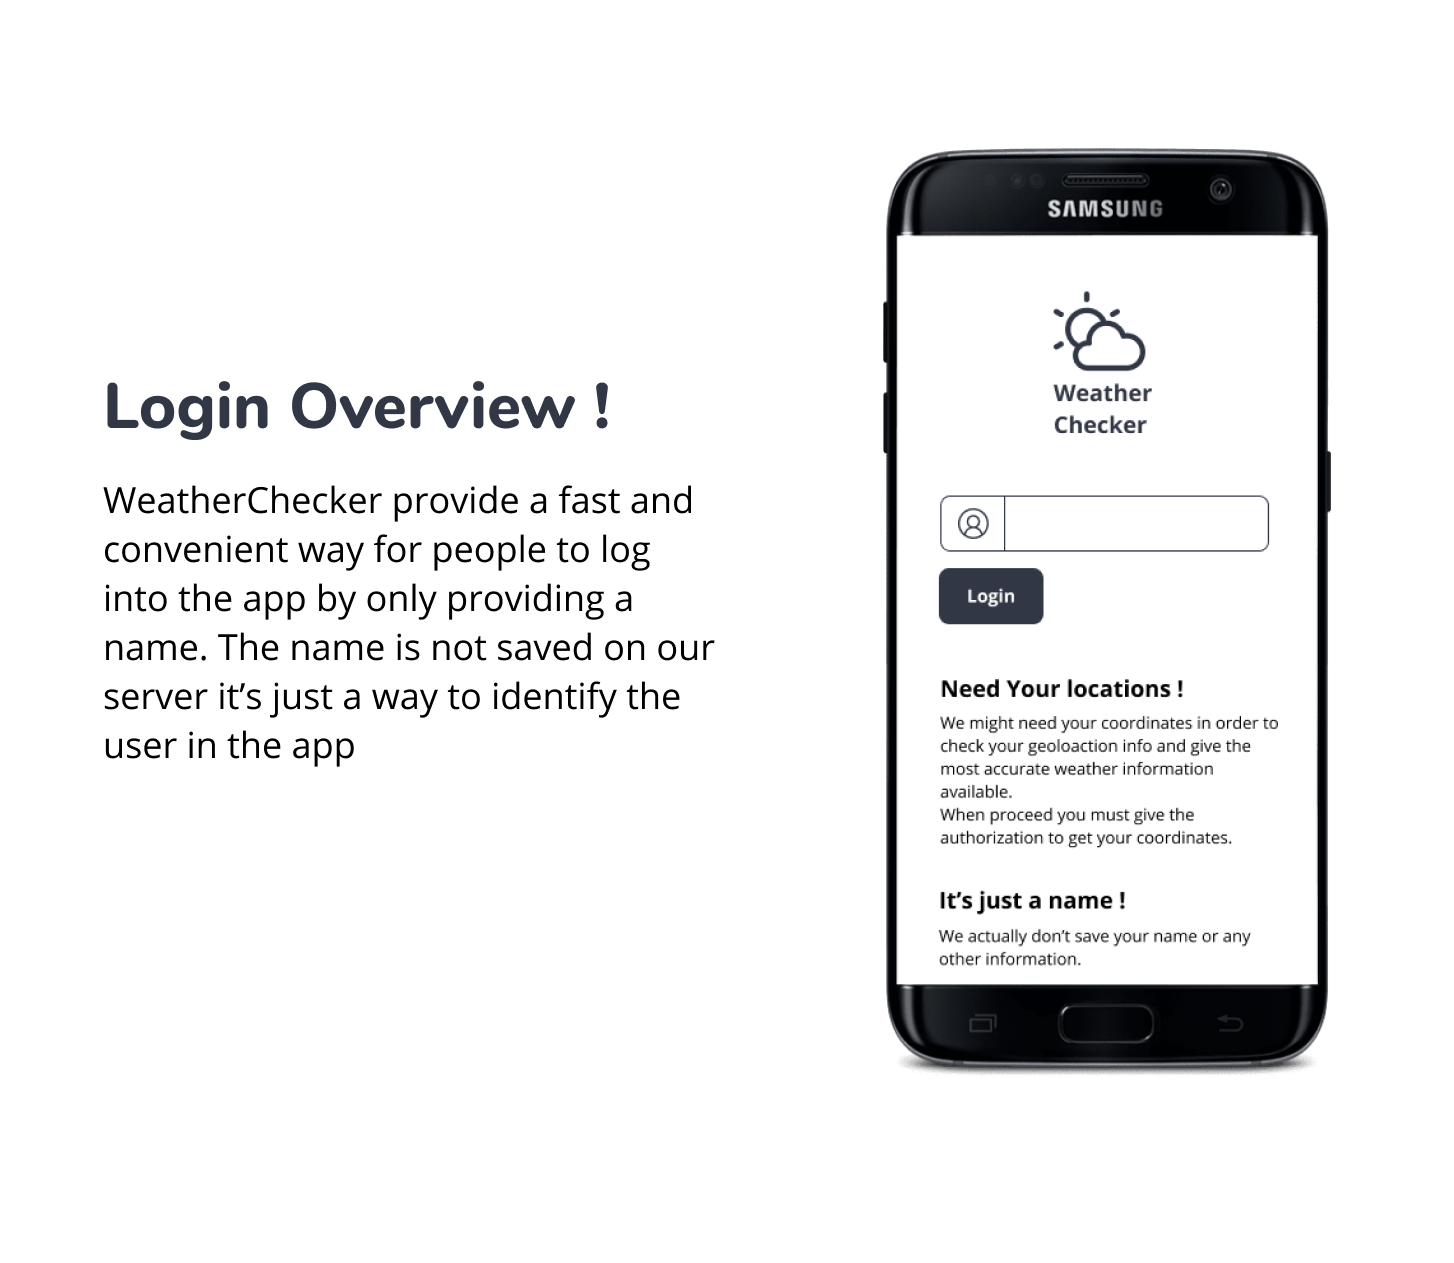 Login Overview !
WeatherChecker provide a fast and
convenient way for people to log
into the app by only providing a
name. The name is not saved on our
server it’s just a way to identify the
user in the app
SAMSUNG
Weather
Checker
Login
Need Your locations !
We might need your coordinates in order to
check your geoloaction info and give the
most accurate weather information
available.
When proceed you must give the
authorization to get your coordinates.
It’s just a name !
We actually don’t save your name or any
other information.